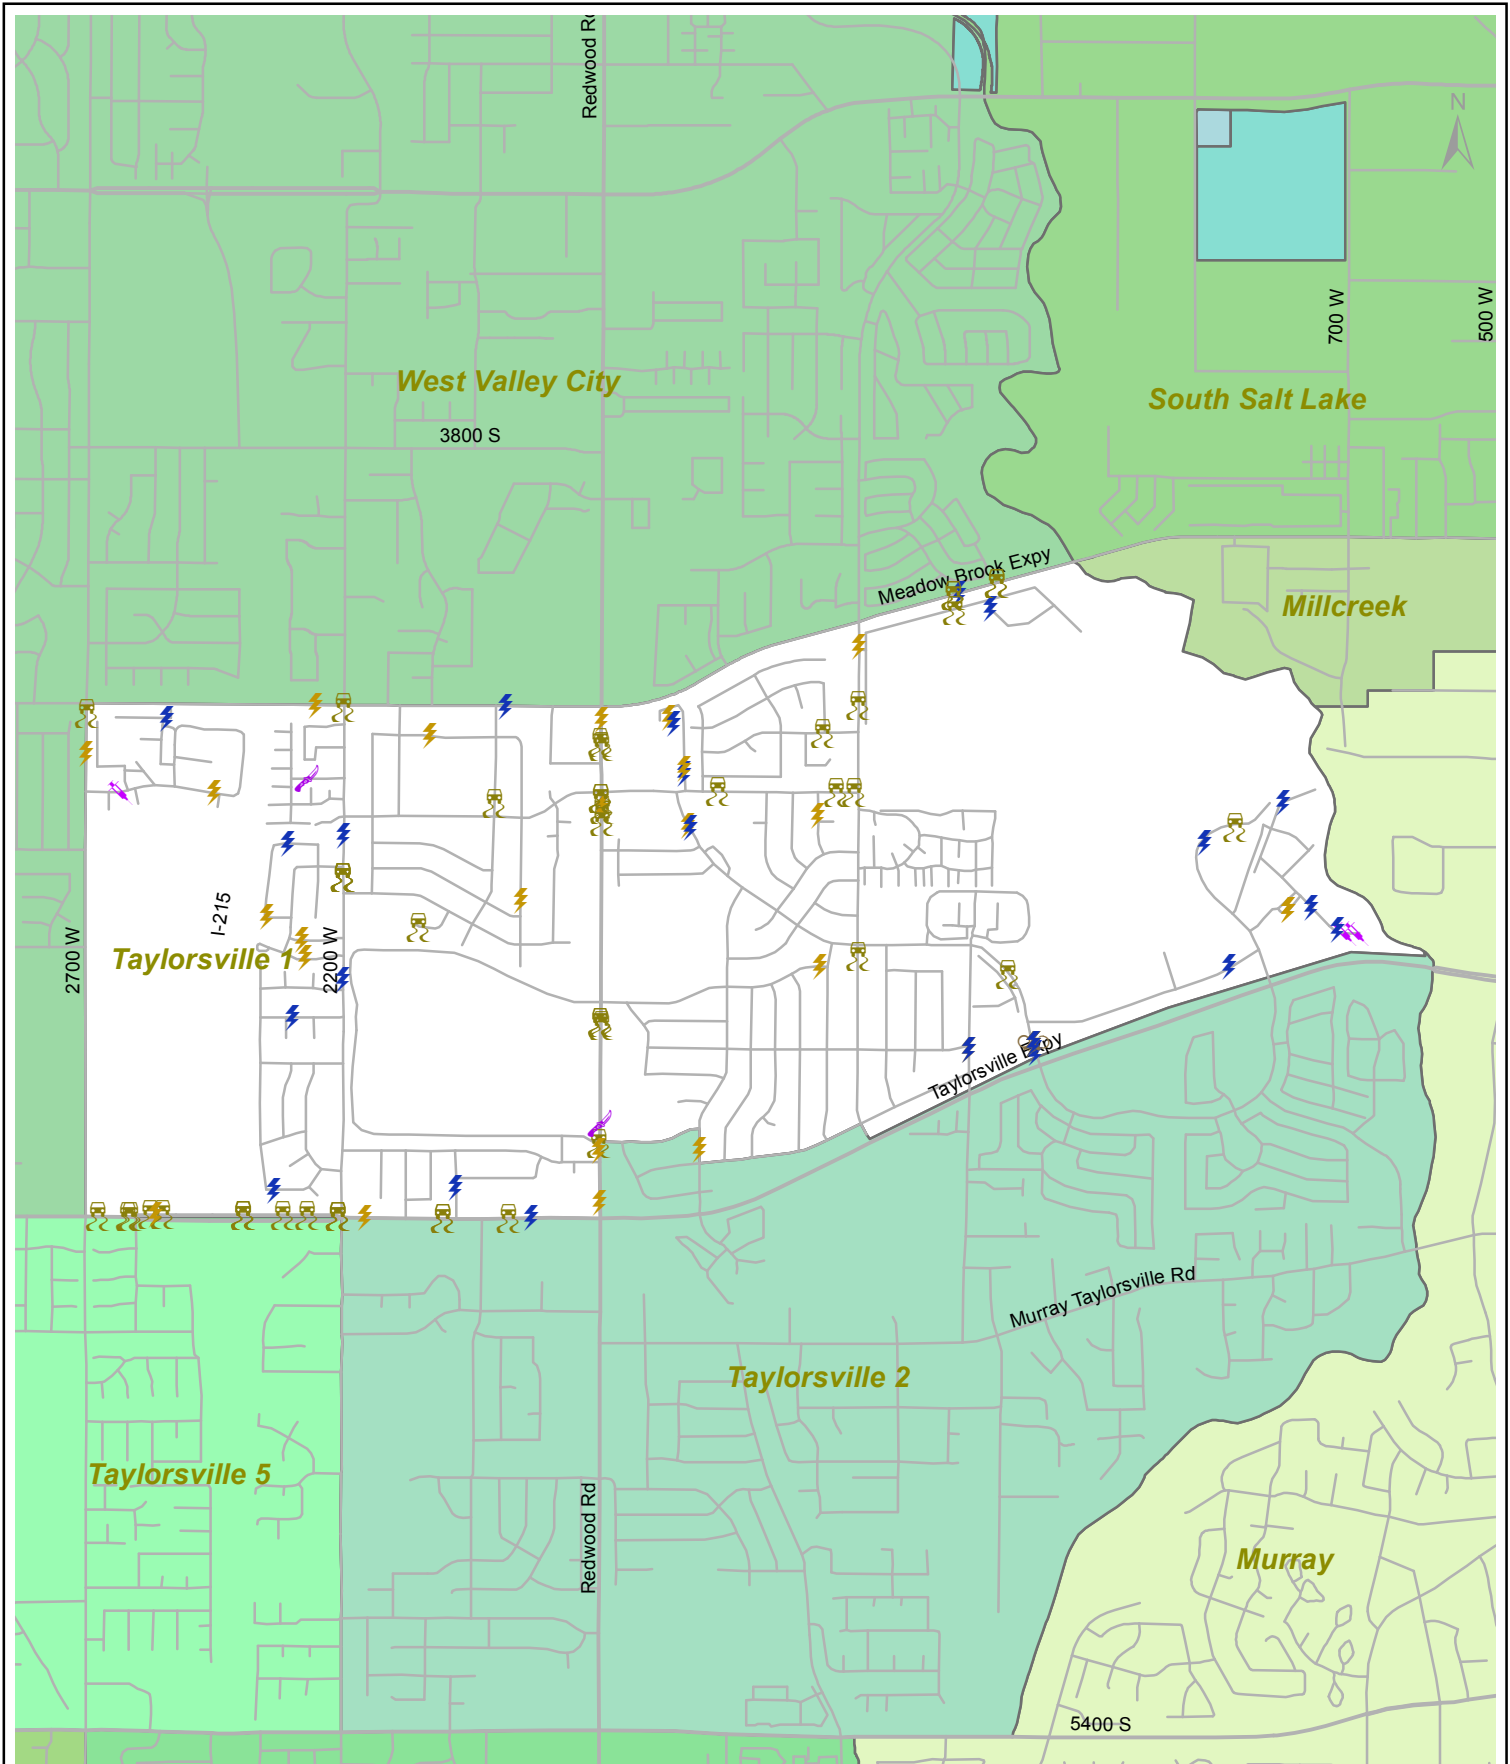 Redwood Rd
N
700 W
500 W
West Valley City
South Salt Lake
3800 S
Meadow Brook Expy
Millcreek
I-215
2700 W
Taylorsville 1
2200 W
Taylorsville Expy
Murray Taylorsville Rd
Taylorsville 2
Taylorsville 5
Redwood Rd
Murray
5400 S